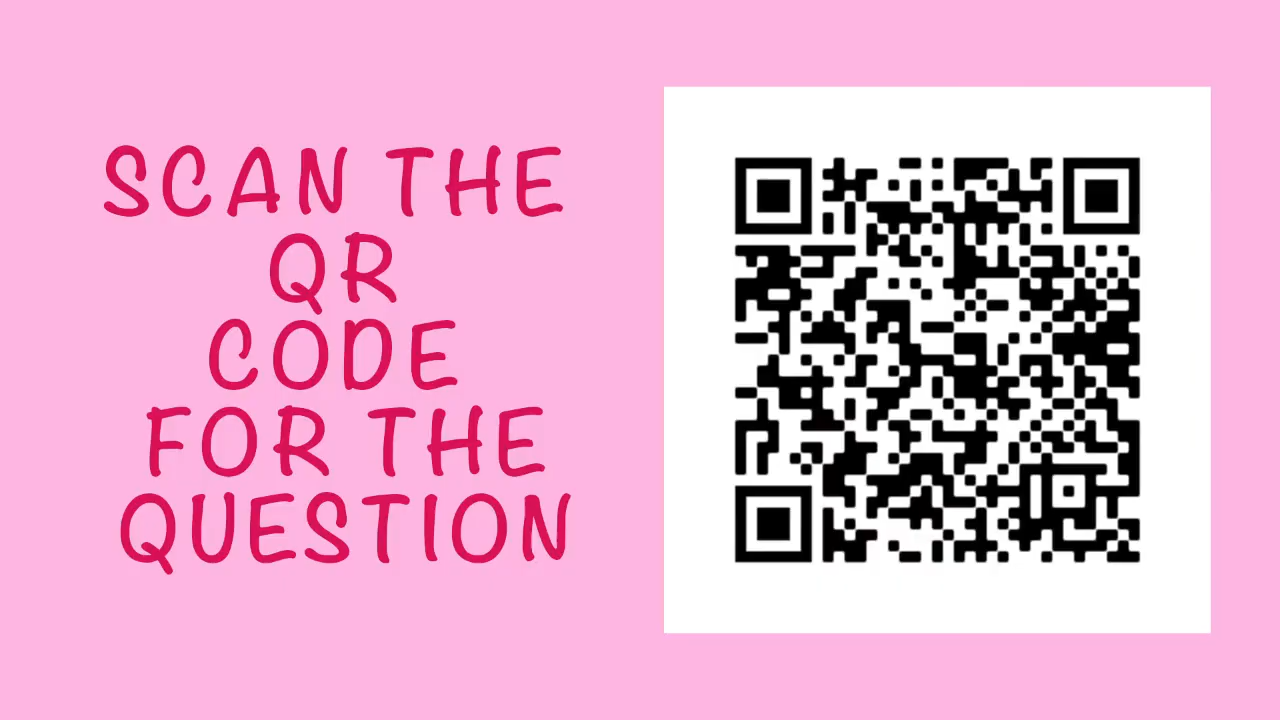 SCAN THE
QR
CODE
FOR THE
QUESTION